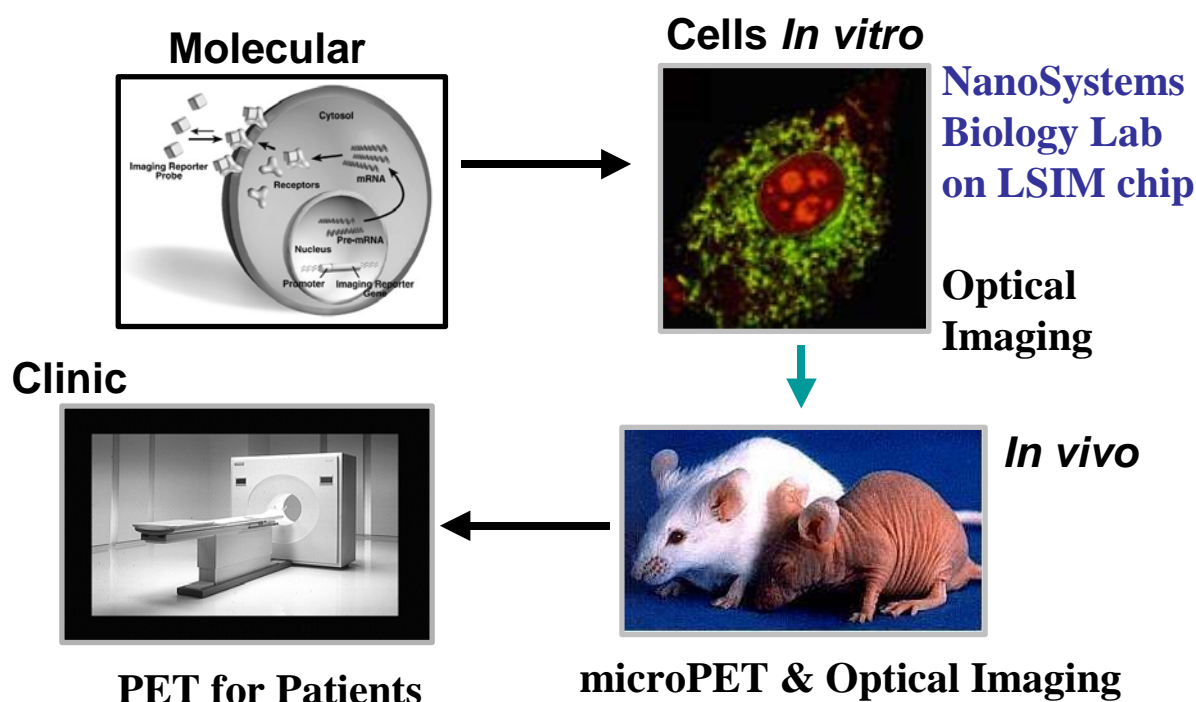 Molecular
Cytosol
Imaging Reporter
Probe
Receptors
mRNA
Pre-mRNA
Nucleus
Promoter
Imaging Reporter
Gene
Cells In vitro
NanoSystems
Biology Lab
on LSIM chip
Optical
Imaging
Clinic
In vivo
PET for Patients
microPET & Optical Imaging